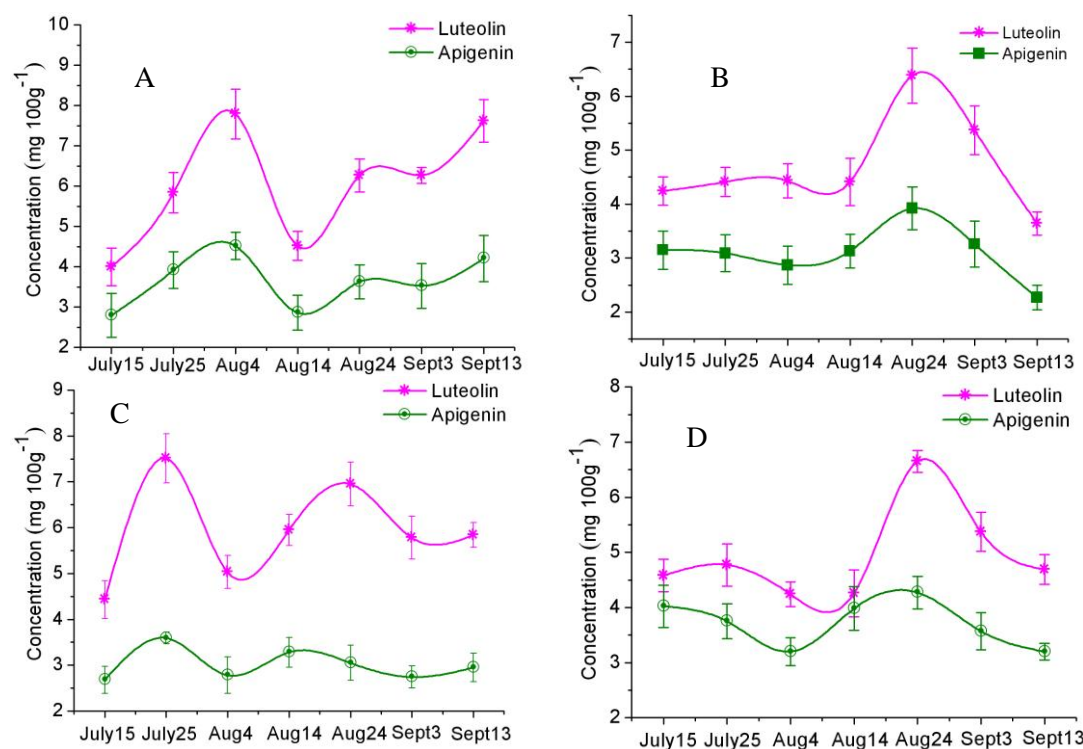 A
Luteolin
Apigenin
Concentration (mg 100g-1)
10
9
8
7
6
5
4
3
2
July15 July25 Aug4 Aug14 Aug24 Sept3 Sept13
B
Luteolin
Apigenin
Concentration (mg 100g-1)
7
6
5
4
3
2
July15 July25 Aug4 Aug14 Aug24 Sept3 Sept13
C
Luteolin
Apigenin
Concentration (mg 100g-1)
9
8
7
6
5
4
3
2
July15 July25 Aug4 Aug14 Aug24 Sept3 Sept13
D
Luteolin
Apigenin
Concentration (mg 100g-1)
8
7
6
5
4
3
2
July15 July25 Aug4 Aug14 Aug24 Sept3 Sept13